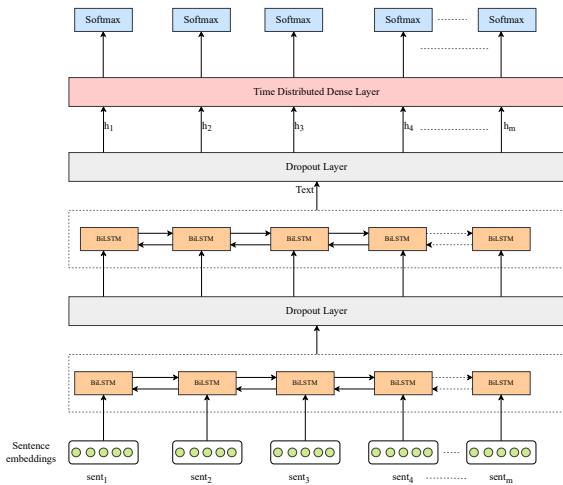 Softmax Softmax Softmax Softmax Softmax
Time Distributed Dense Layer
h1 h2 h3 h4 hm
Dropout Layer
Text
BiLSTM BiLSTM BiLSTM BiLSTM BiLSTM
Dropout Layer
BiLSTM BiLSTM BiLSTM BiLSTM BiLSTM
Sentence
embeddings
sent1 sent2 sent3 sent4 sentm